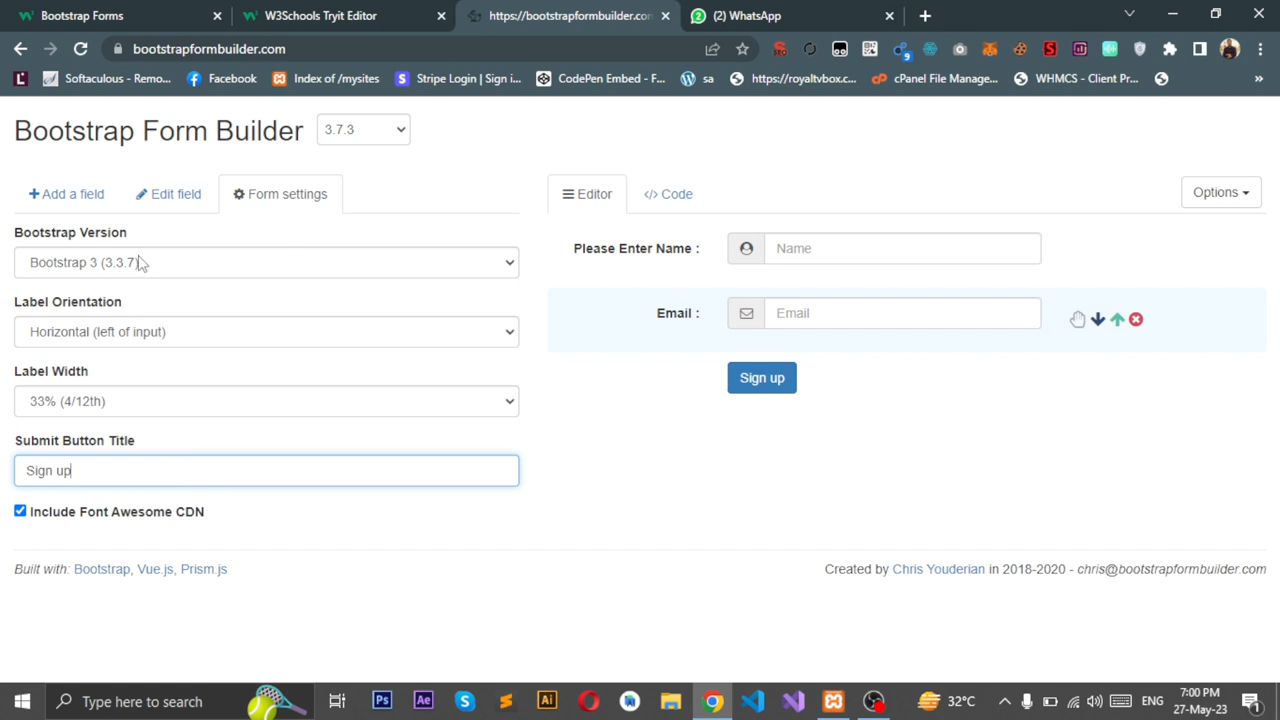 Bootstrap Forms
W3Schools Tryit Editor
https://bootstrapformbuilder.com
(2) WhatsApp
bootstrapformbuilder.com
9
Softaculous - Remo...
Facebook
Index of /mysites
Stripe Login | Sign i...
CodePen Embed - F...
sa
https://royaltvbox.c...
cPanel File Manage...
WHMCS - Client Pr...
»
Bootstrap Form Builder
3.7.3
Add a field
Edit field
Form settings
Editor
</> Code
Options
Bootstrap Version
Bootstrap 3 (3.3.7)
Label Orientation
Horizontal (left of input)
Label Width
33% (4/12th)
Submit Button Title
Sign up
Include Font Awesome CDN
Please Enter Name :
Name
Email :
Email
Sign up
Built with: Bootstrap, Vue.js, Prism.js
Created by Chris Youderian in 2018-2020 - chris@bootstrapformbuilder.com
Type here to search
Ps
Ae
Ai
32°C
ENG
7:00 PM
27-May-23
1